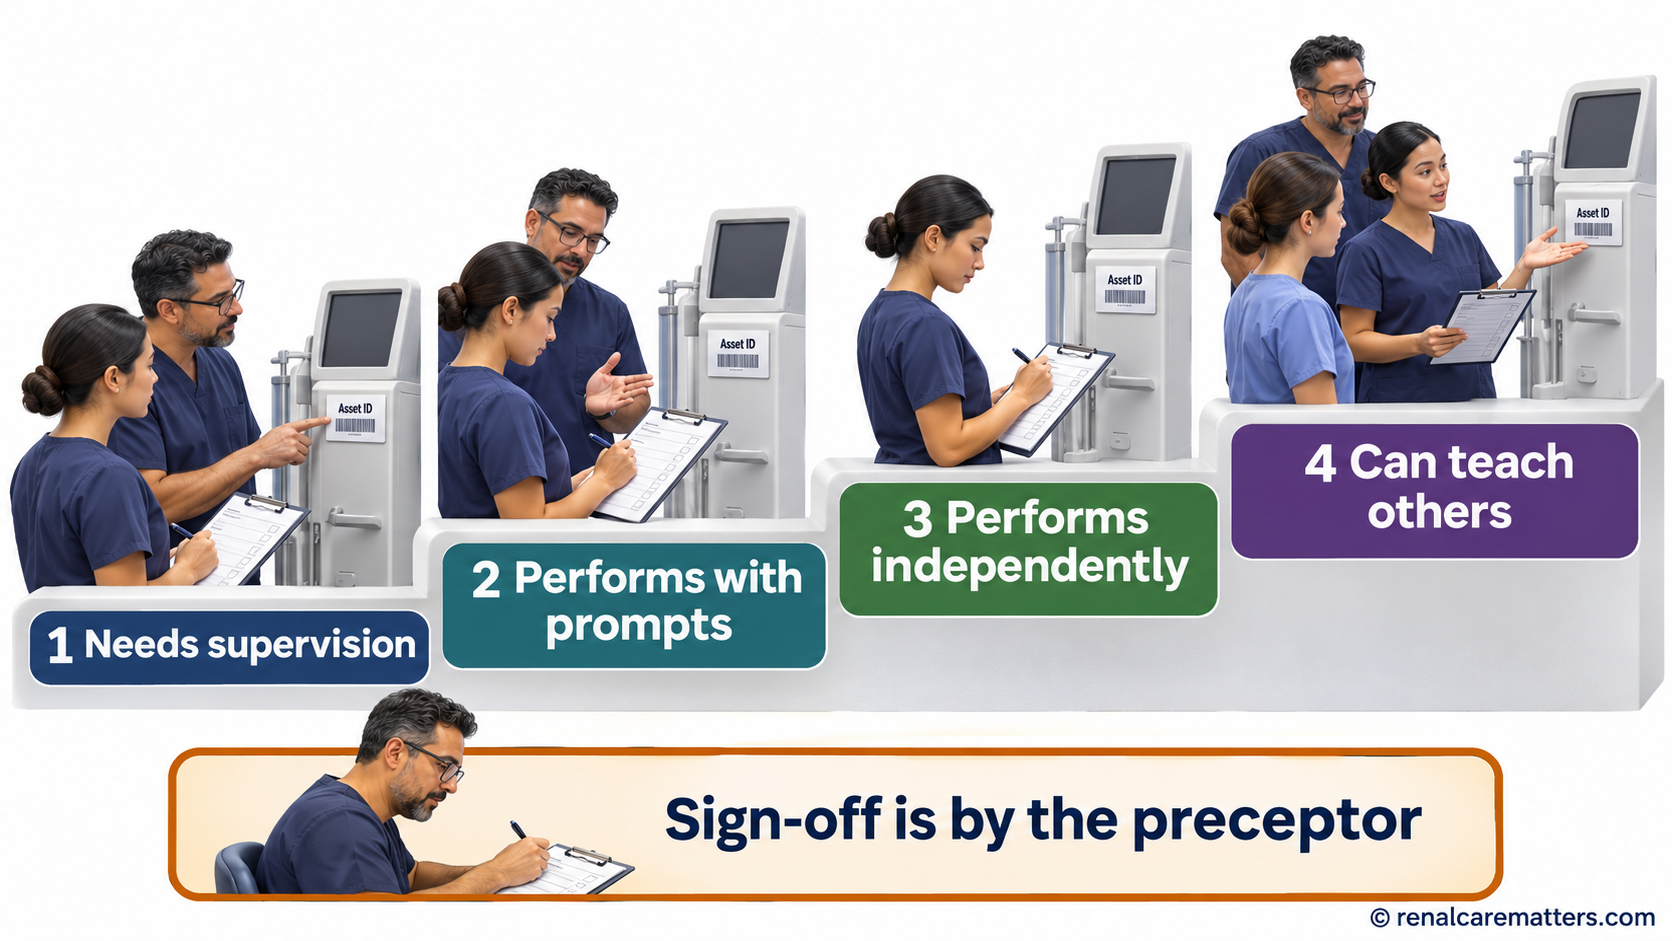 Asset ID
Asset ID
Asset ID
Asset ID
1 Needs supervision
2 Performs with
prompts
3 Performs
independently
4 Can teach
others
Sign-off is by the preceptor
© renalcarematters.com